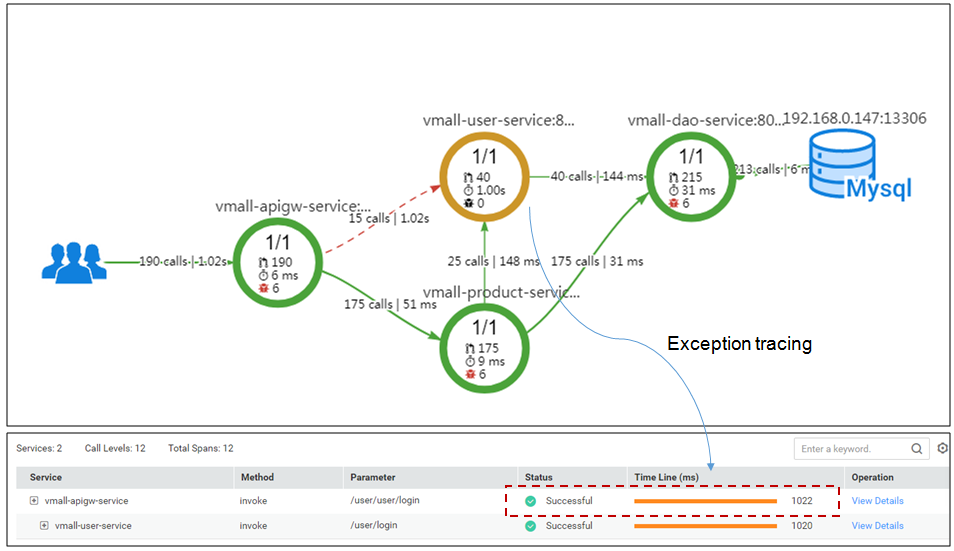 vmall-user-service:8...
vmall-dao-service:80...
192.168.0.147:13306
1/1
40
1.00s
0
40 calls | 144 ms
1/1
215
31 ms
6
213 calls | 6 m
Mysql
vmall-apigw-service:...
15 calls | 1.02s
190 calls | 1.02s
1/1
190
6 ms
6
25 calls | 148 ms
175 calls | 31 ms
175 calls | 51 ms
vmall-product-servic...
1/1
175
9 ms
6
Exception tracing
Services: 2 Call Levels: 12 Total Spans: 12 Enter a keyword.
Service Method Parameter Status Time Line (ms) Operation
vmall-apigw-service invoke /user/user/login Successful 1022 View Details
vmall-user-service invoke /user/login Successful 1020 View Details